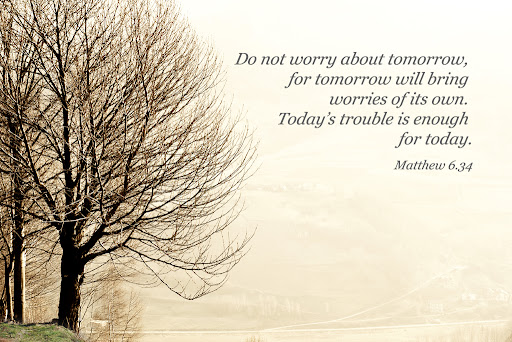 Do not worry about tomorrow,
for tomorrow will bring
worries of its own.
Today’s trouble is enough
for today.
Matthew 6.34